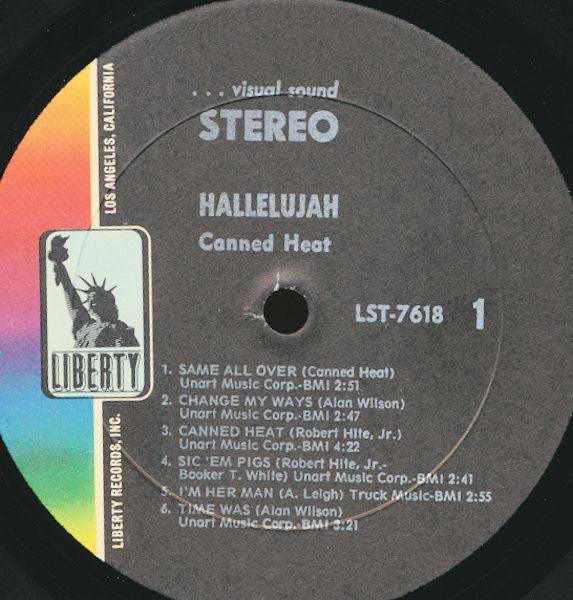 ... visual sound
STEREO
HALLELUJAH
Canned Heat
LST-7618 1
1. SAME ALL OVER (Canned Heat)
Unart Music Corp.-BMI 2:51
2. CHANGE MY WAYS (Alan Wilson)
Unart Music Corp.-BMI 2:47
3. CANNED HEAT (Robert Hite, Jr.)
Unart Music Corp.-BMI 4:22
4. SIC 'EM PIGS (Robert Hite, Jr.-
Booker T. White) Unart Music Corp.-BMI 2:41
5. I'M HER MAN (A. Leigh) Truck Music-BMI 2:55
6. TIME WAS (Alan Wilson)
Unart Music Corp.-BMI 3:21
LIBERTY
LIBERTY RECORDS, INC.
LOS ANGELES, CALIFORNIA